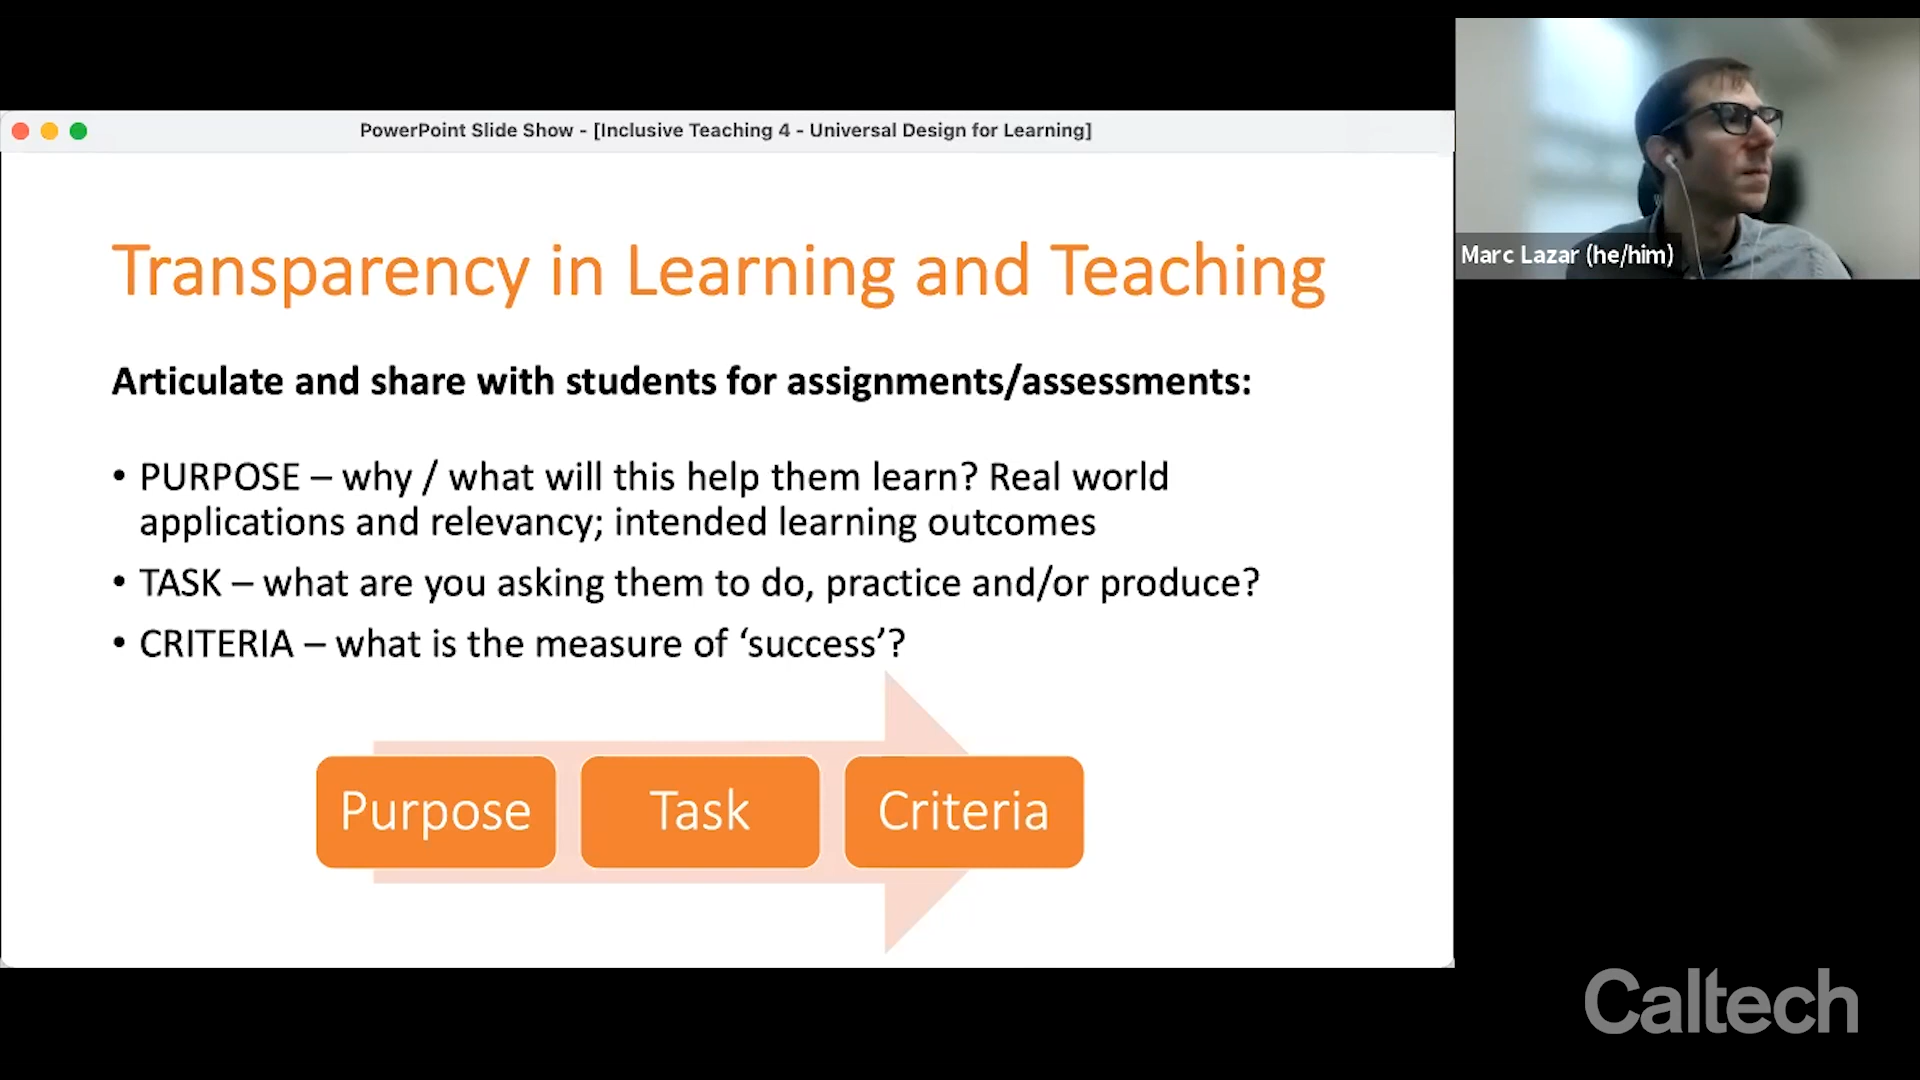 PowerPoint Slide Show - [Inclusive Teaching 4 - Universal Design for Learning]
Marc Lazar (he/him)
Transparency in Learning and Teaching
Articulate and share with students for assignments/assessments:
• PURPOSE – why / what will this help them learn? Real world
applications and relevancy; intended learning outcomes
• TASK – what are you asking them to do, practice and/or produce?
• CRITERIA – what is the measure of ‘success’?
Purpose
Task
Criteria
Caltech